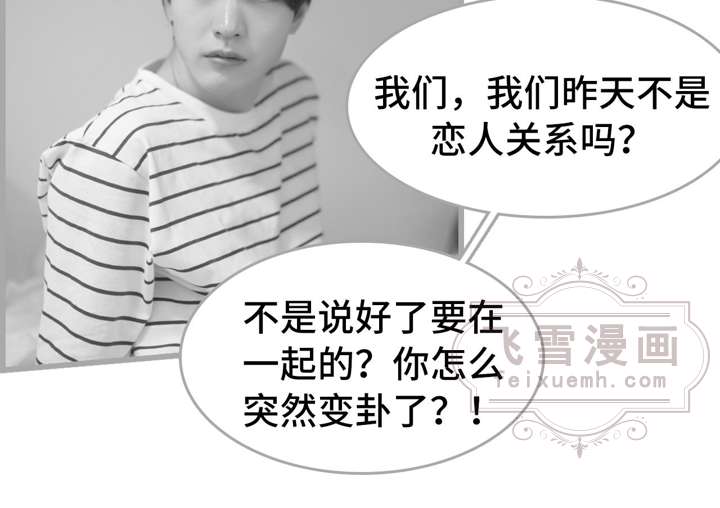 我们，我们昨天不是
恋人关系吗？
不是说好了要在
一起的？你怎么
突然变卦了？！
飞雪漫画
feixuemh.com